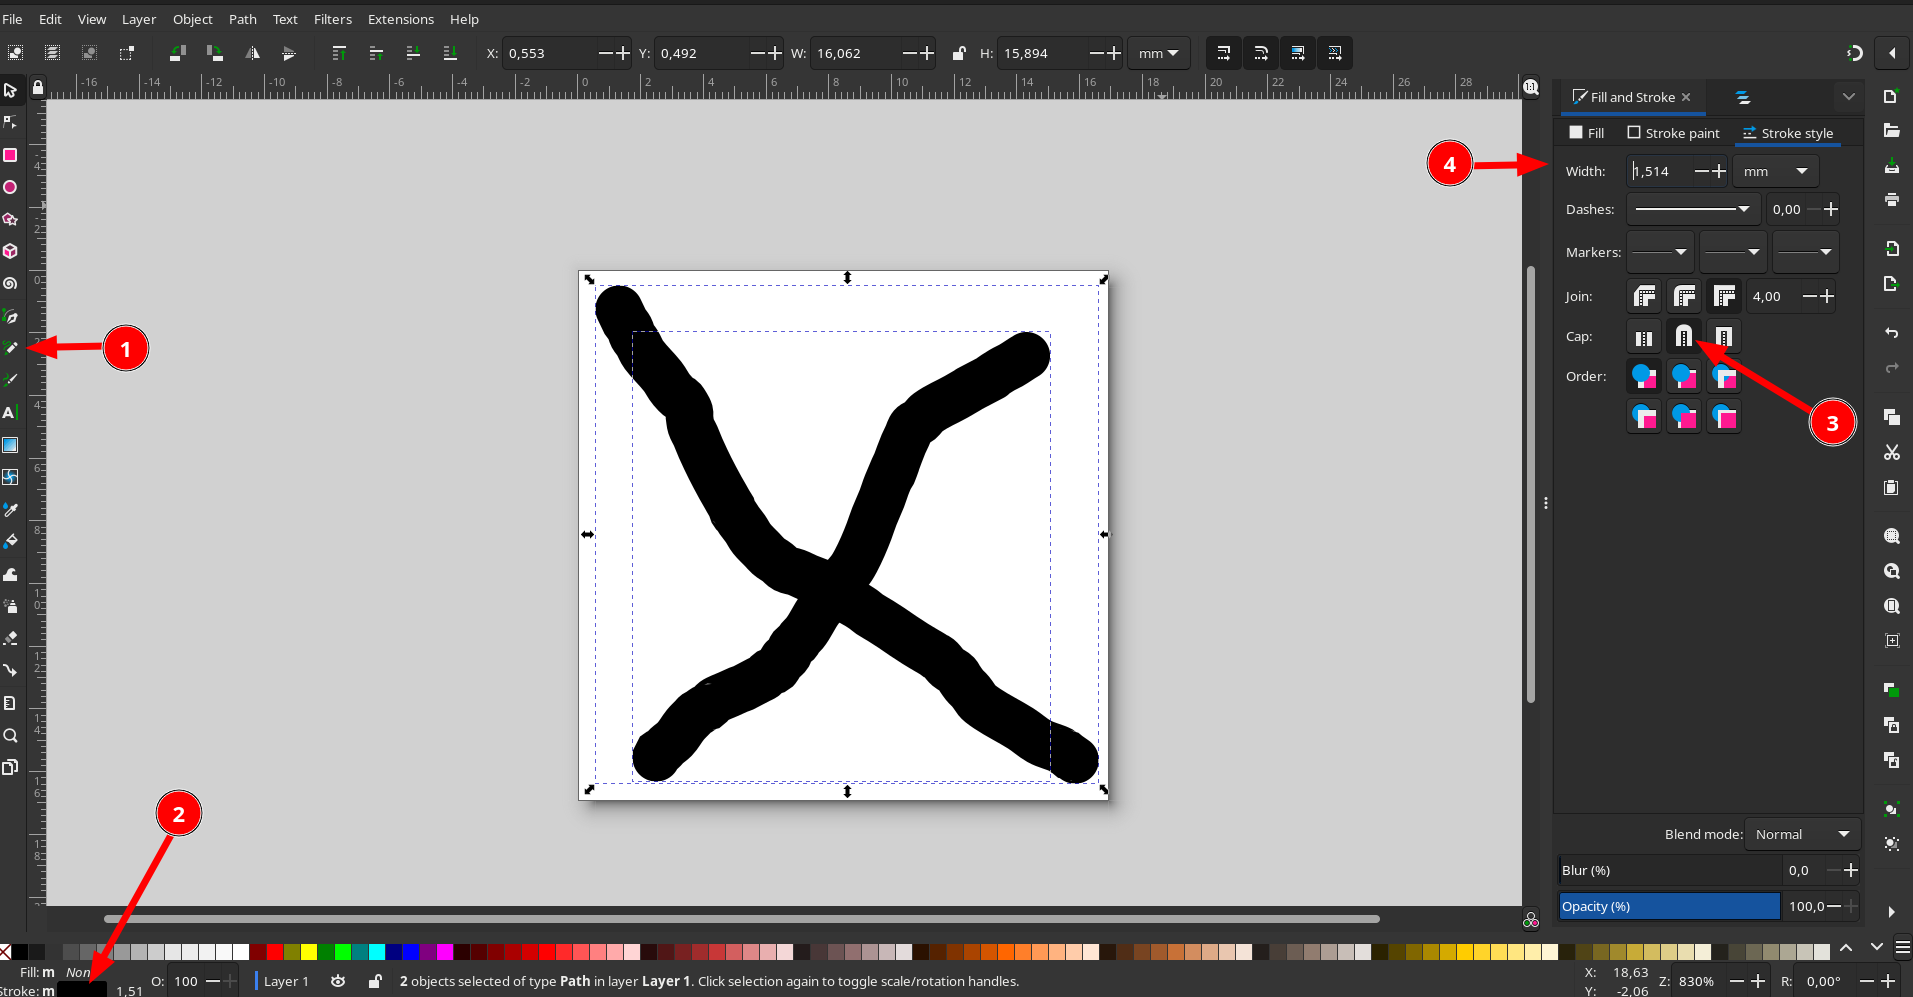 File Edit View Layer Object Path Text Filters Extensions Help
X: 0,553 Y: 0,492 W: 16,062 H: 15,894 mm
-16 -14 -12 -10 -8 -6 -4 -2 0 2 4 6 8 10 12 14 16 18 20 22 24 26 28
1:1
Fill and Stroke
Fill Stroke paint Stroke style
4
Width: 1,514 mm
Dashes: 0,00
Markers:
Join: 4,00
Cap:
Order:
1
3
2
A
Blend mode: Normal
Blur (%) 0,0
Opacity (%) 100,0
Fill: m Non
Stroke: m 1,51
O: 100
Layer 1
2 objects selected of type Path in layer Layer 1. Click selection again to toggle scale/rotation handles.
X: 18,63
Y: -2,06
Z: 830%
R: 0,00°